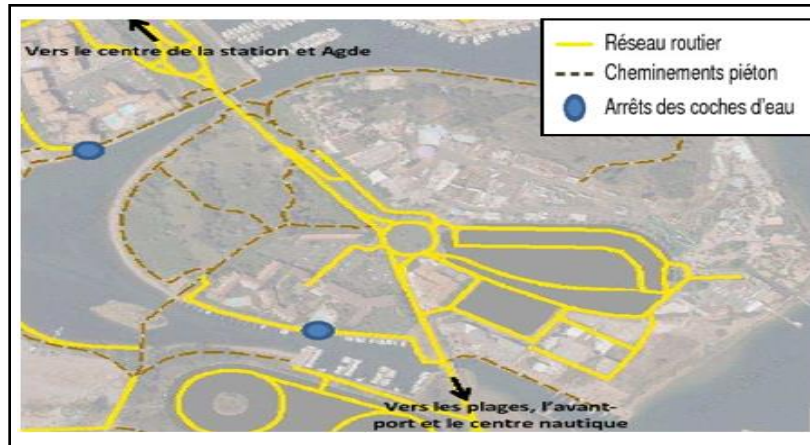 Vers le centre de la station et Agde
Réseau routier
Cheminements piéton
Arrêts des coches d'eau
Vers les plages, l'avant-
port et le centre nautique